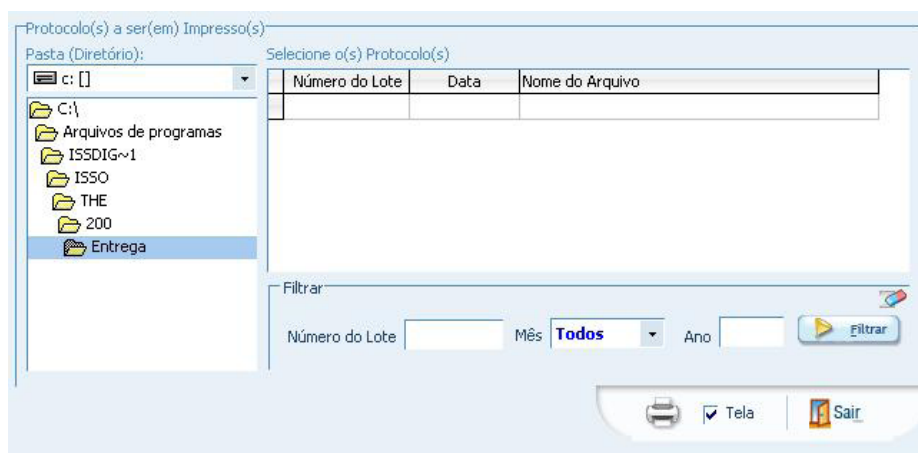 Protocolo(s) a ser(em) Impresso(s)
Pasta (Diretório):
Selecione o(s) Protocolo(s)
c: []
Número do Lote Data Nome do Arquivo
C:\
Arquivos de programas
ISSDIG~1
ISSO
THE
200
Entrega
Filtrar
Número do Lote Mês Todos Ano Filtrar
Tela Sair